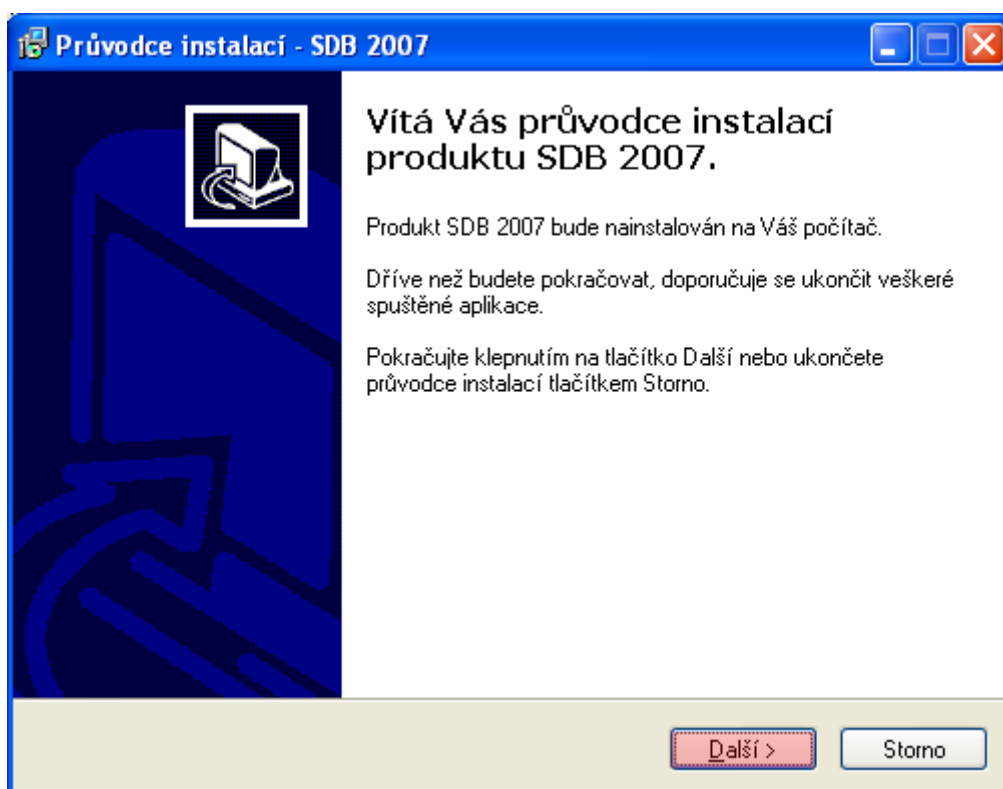 Průvodce instalací - SDB 2007
Vítá Vás průvodce instalací
produktu SDB 2007.
Produkt SDB 2007 bude nainstalován na Váš počítač.
Dříve než budete pokračovat, doporučuje se ukončit veškeré
spuštěné aplikace.
Pokračujte klepnutím na tlačítko Další nebo ukončete
průvodce instalací tlačítkem Storno.
Další >
Storno